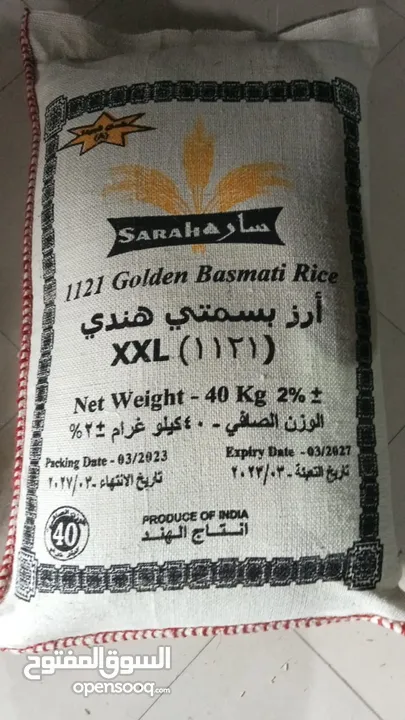 SARAH سارة
1121 Golden Basmati Rice
أرز بسمتي هندي
XXL (١١٢١)
Net Weight - 40 Kg 2% ±
الوزن الصافي - ٤٠ كيلو غرام ± ٢ %
Packing Date - 03/2023 Expiry Date - 03/2027
تاريخ التعبئة - ٢٠٢٣/٠٣ تاريخ الانتهاء - ٢٠٢٧/٠٣
PRODUCE OF INDIA
انتاج الهند
40
السوق المفتوح
opensooq.com